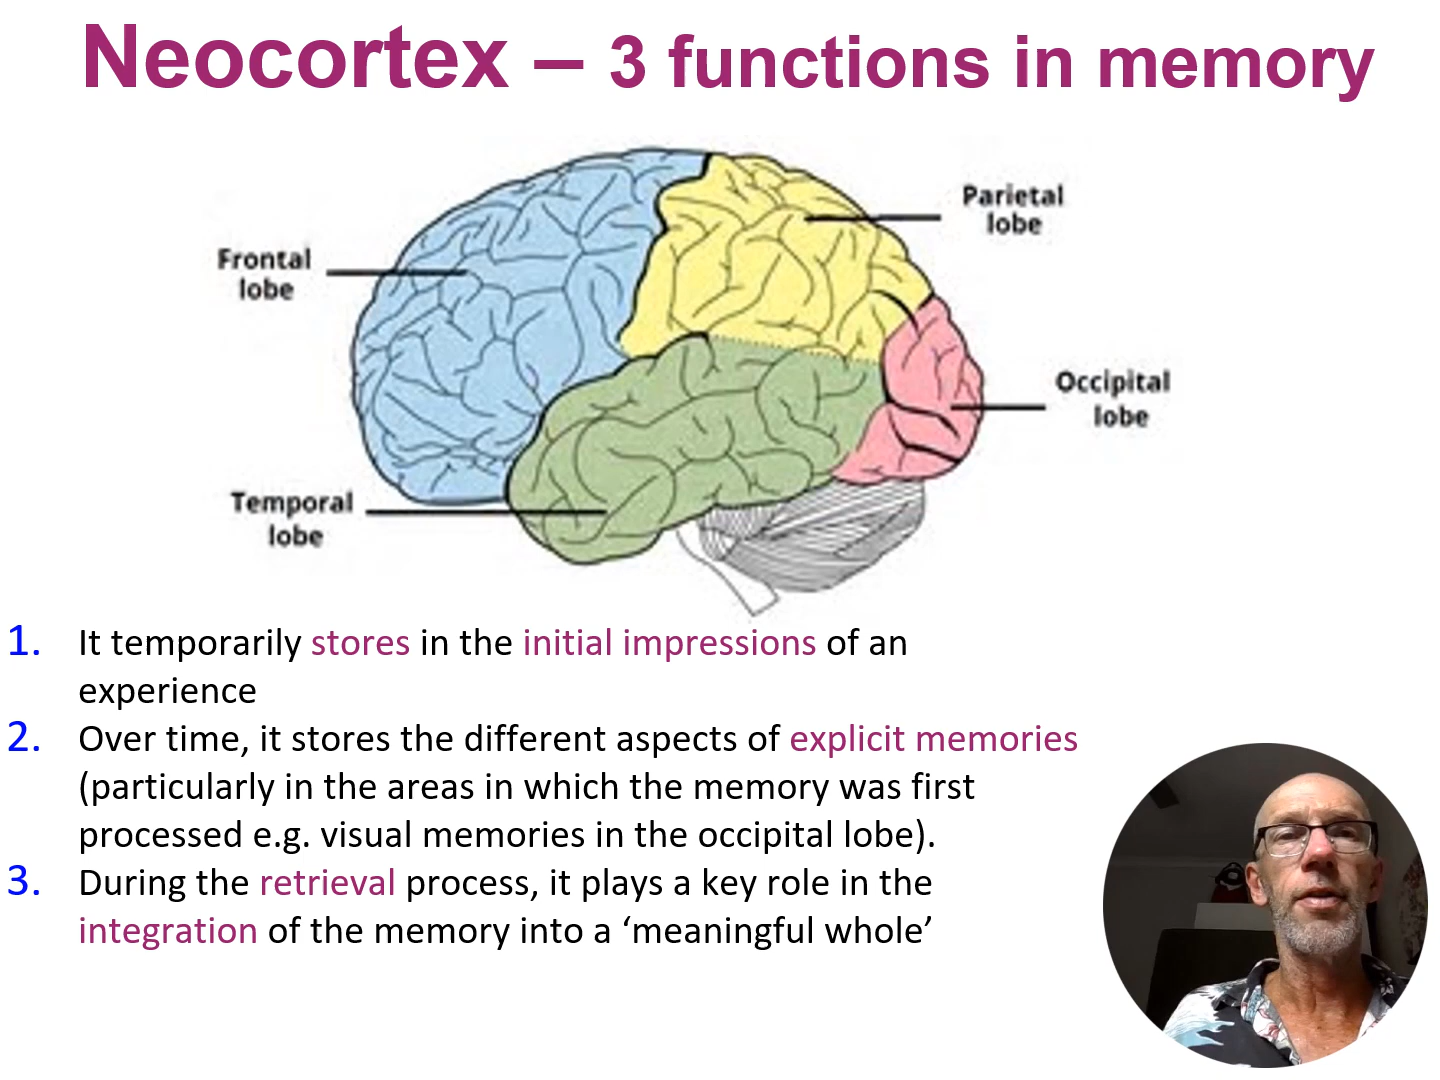 Neocortex – 3 functions in memory
Parietal
lobe
Frontal
lobe
Occipital
lobe
Temporal
lobe
1. It temporarily stores in the initial impressions of an
experience
2. Over time, it stores the different aspects of explicit memories
(particularly in the areas in which the memory was first
processed e.g. visual memories in the occipital lobe).
3. During the retrieval process, it plays a key role in the
integration of the memory into a ‘meaningful whole’